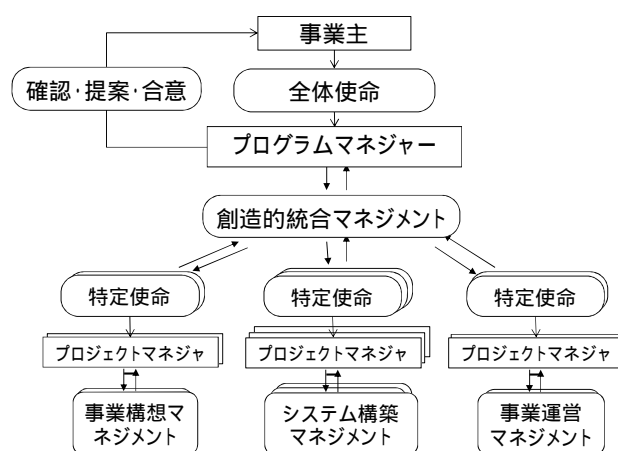 事業主
確認･提案･合意
全体使命
プログラムマネジャー
創造的統合マネジメント
特定使命
特定使命
特定使命
プロジェクトマネジャ
プロジェクトマネジャ
プロジェクトマネジャ
事業構想マ
ネジメント
システム構築
マネジメント
事業運営
マネジメント